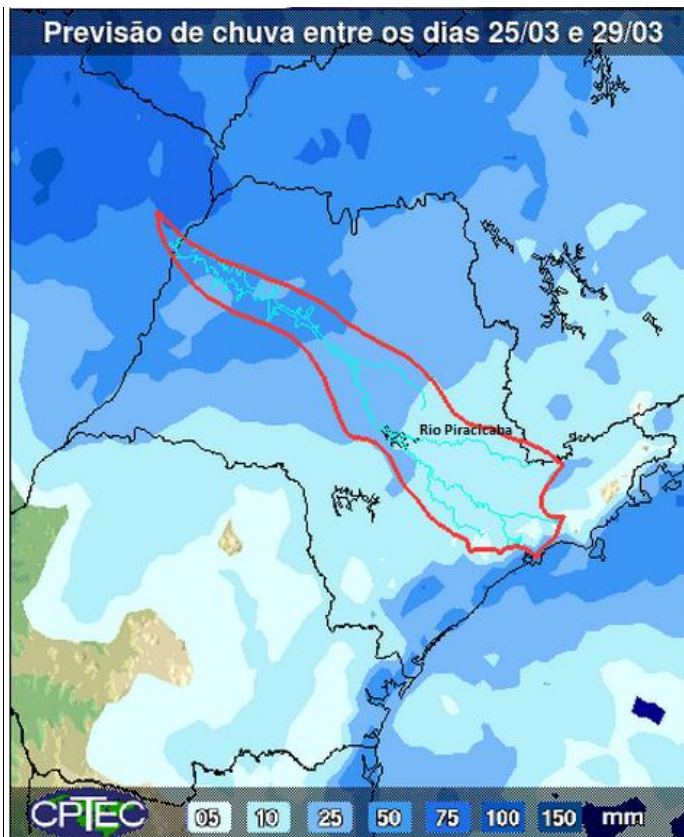 Previsão de chuva entre os dias 25/03 e 29/03
Rio Piracicaba
CPTEC 05 10 25 50 75 100 150 mm